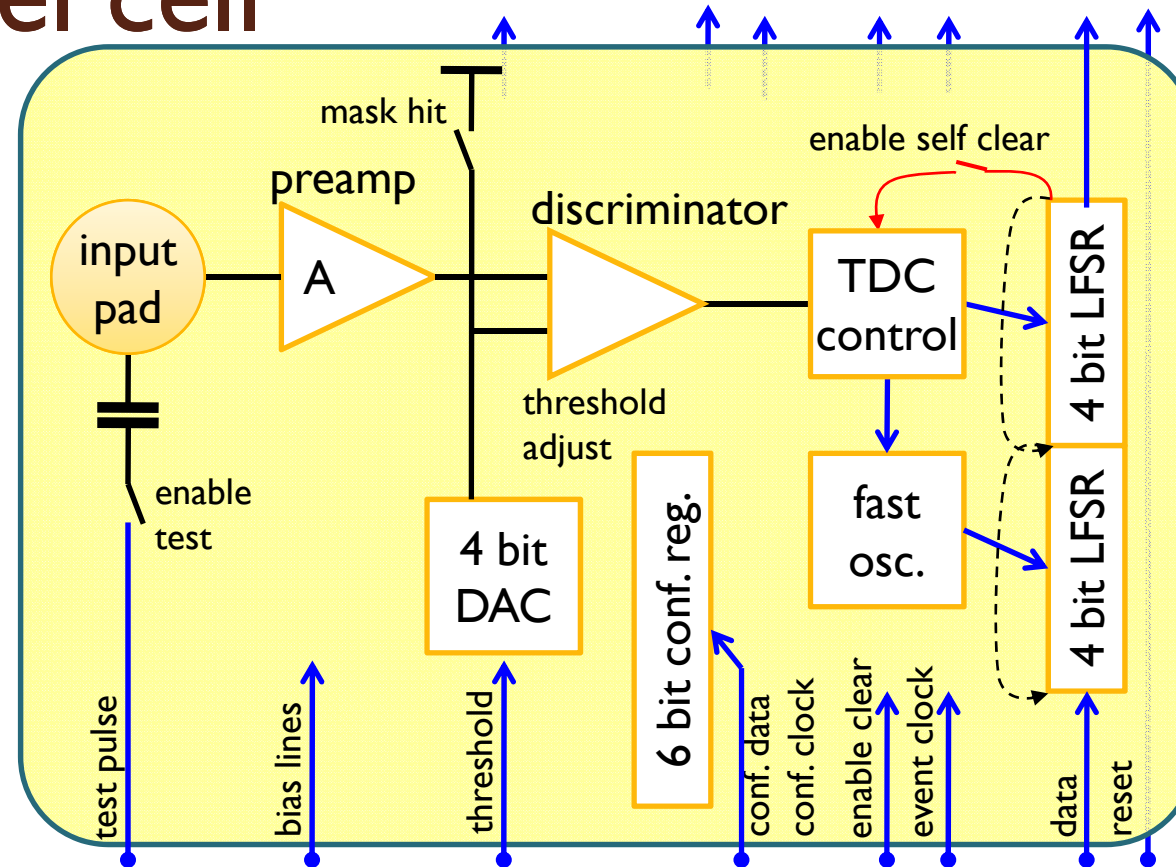 er cell
mask hit
enable self clear
preamp
discriminator
input
pad
A
TDC
control
4 bit LFSR
threshold
adjust
enable
test
4 bit
DAC
6 bit conf. reg.
fast
osc.
4 bit LFSR
test pulse
bias lines
threshold
conf. data
conf. clock
enable clear
event clock
data
reset